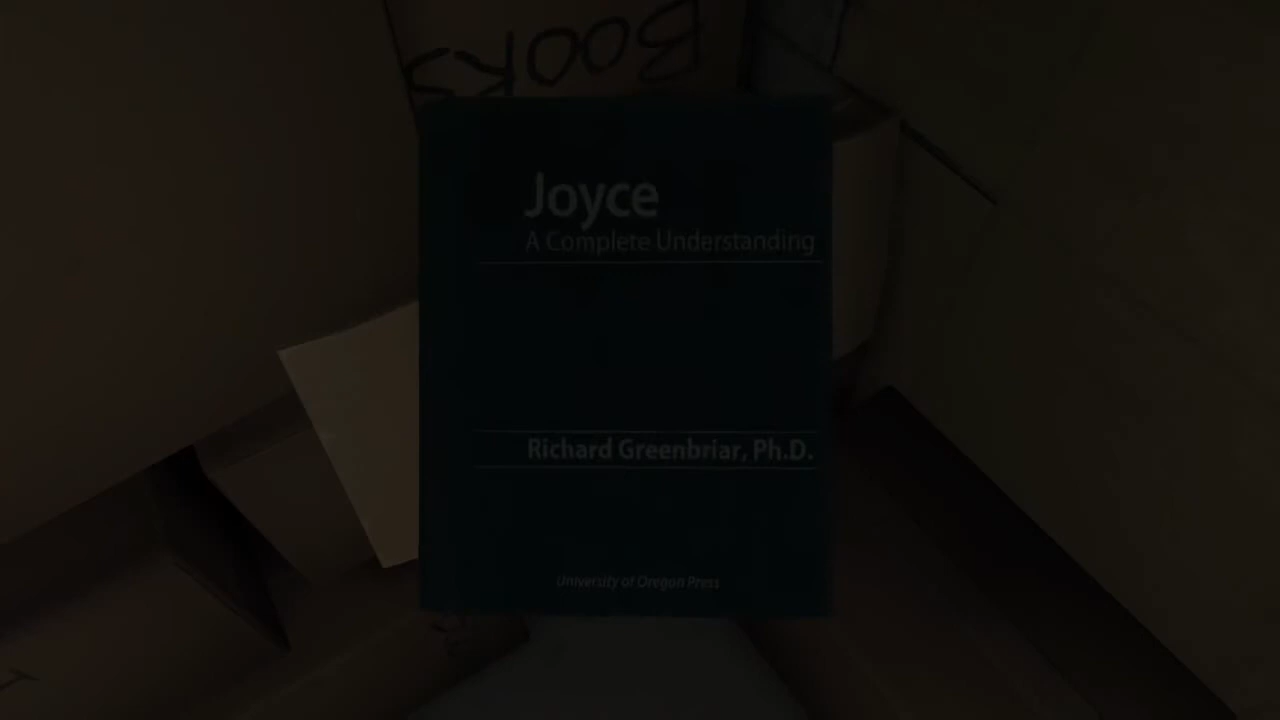 BOOKS
Joyce
A Complete Understanding
Richard Greenbriar, Ph.D.
University of Oregon Press